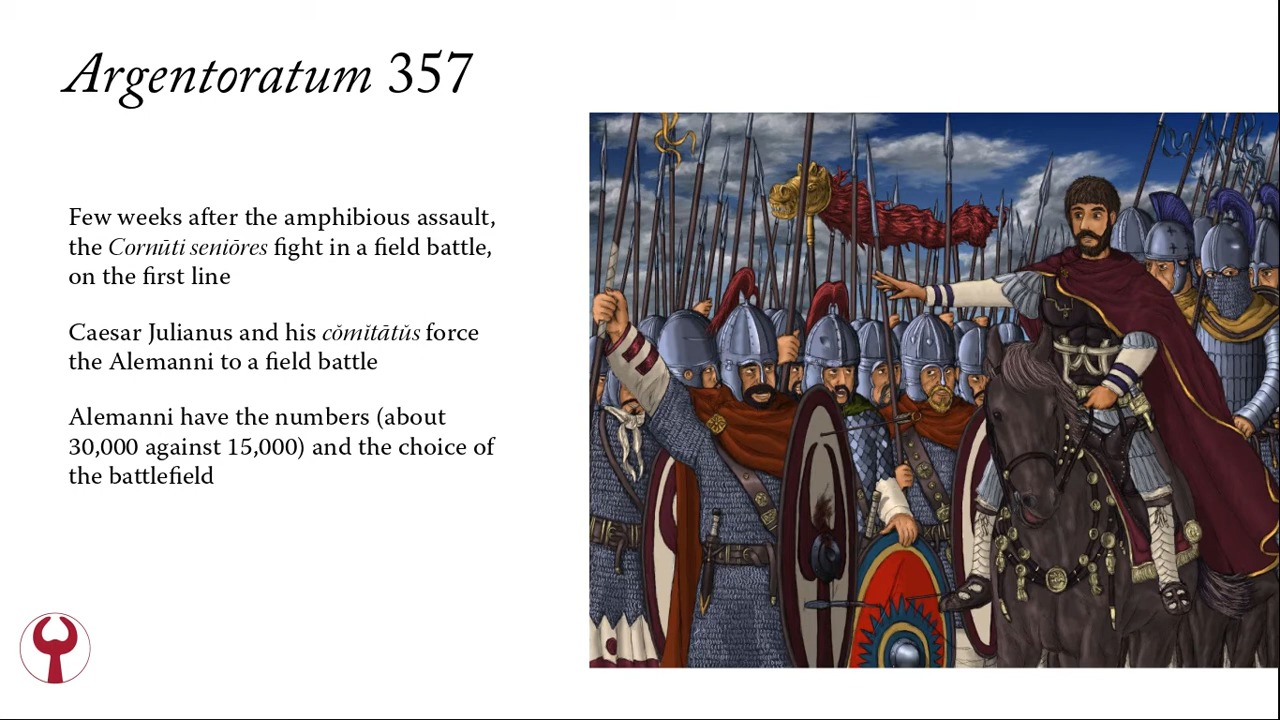 Argentoratum 357
Few weeks after the amphibious assault,
the Cornūti seniōres fight in a field battle,
on the first line
Caesar Julianus and his cŏmĭtātŭs force
the Alemanni to a field battle
Alemanni have the numbers (about
30,000 against 15,000) and the choice of
the battlefield